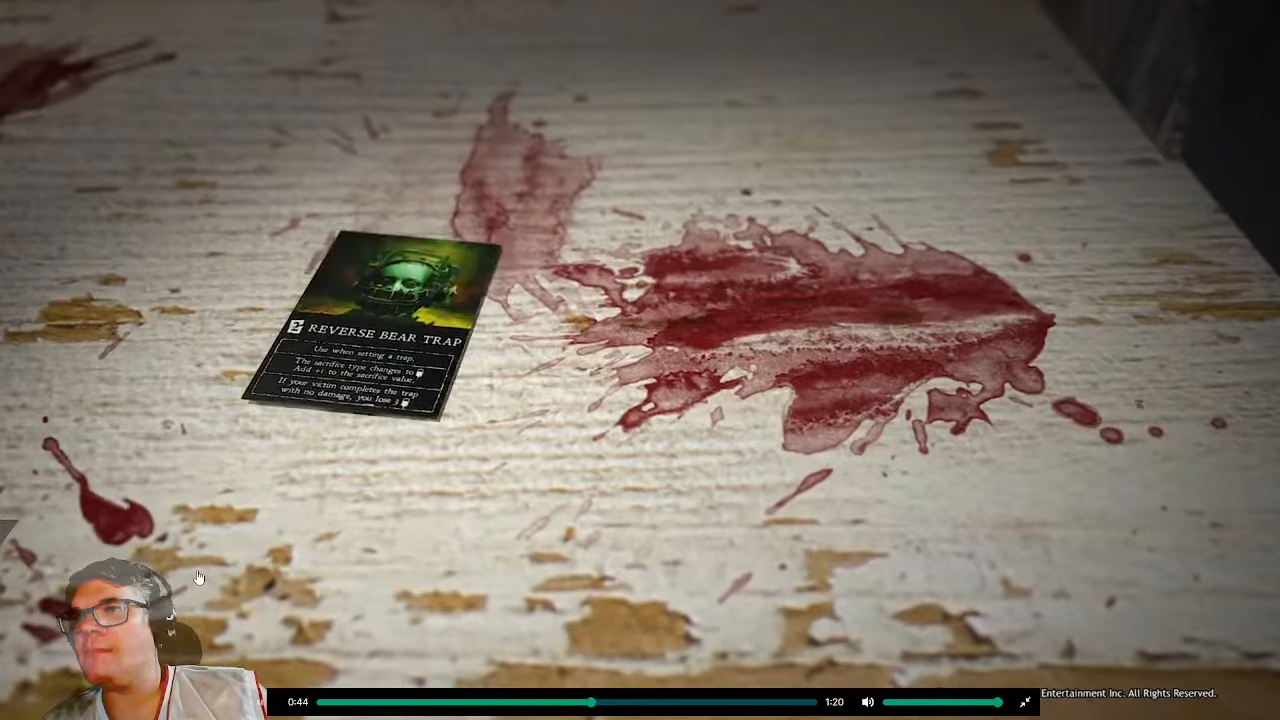 2 REVERSE BEAR TRAP
Use when setting a trap.
The sacrifice type changes to
Add +1 to the sacrifice value.
If your victim completes the trap
with no damage, you lose 3
0:44
1:20
Entertainment Inc. All Rights Reserved.